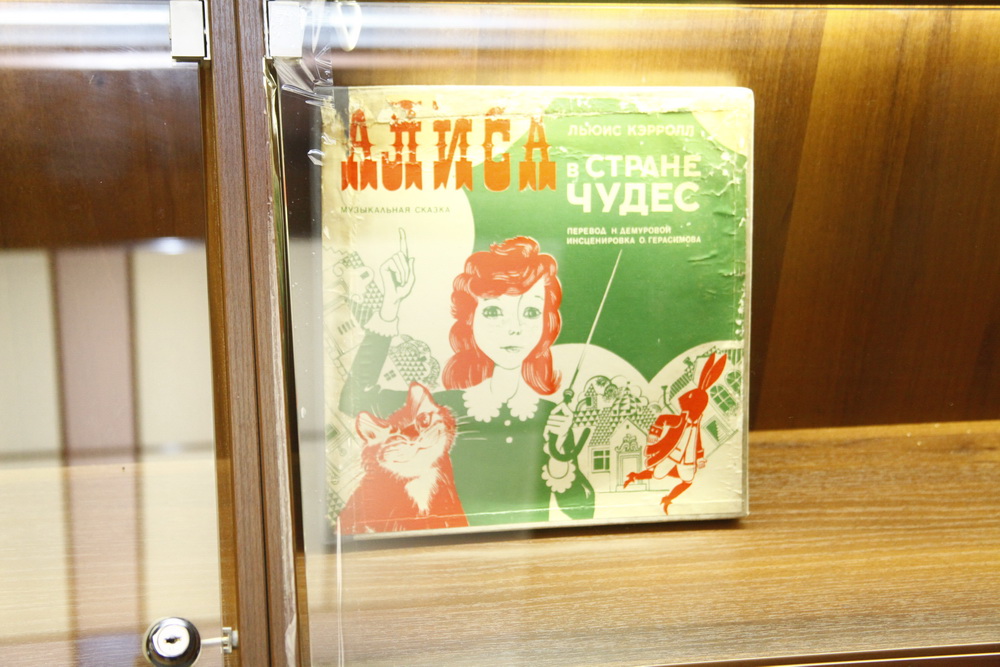 АЛИСА
ЛЬЮИС КЭРРОЛЛ
В СТРАНЕ
ЧУДЕС
МУЗЫКАЛЬНАЯ СКАЗКА
ПЕРЕВОД Н ДЕМУРОВОЙ
ИНСЦЕНИРОВКА О ГЕРАСИМОВА